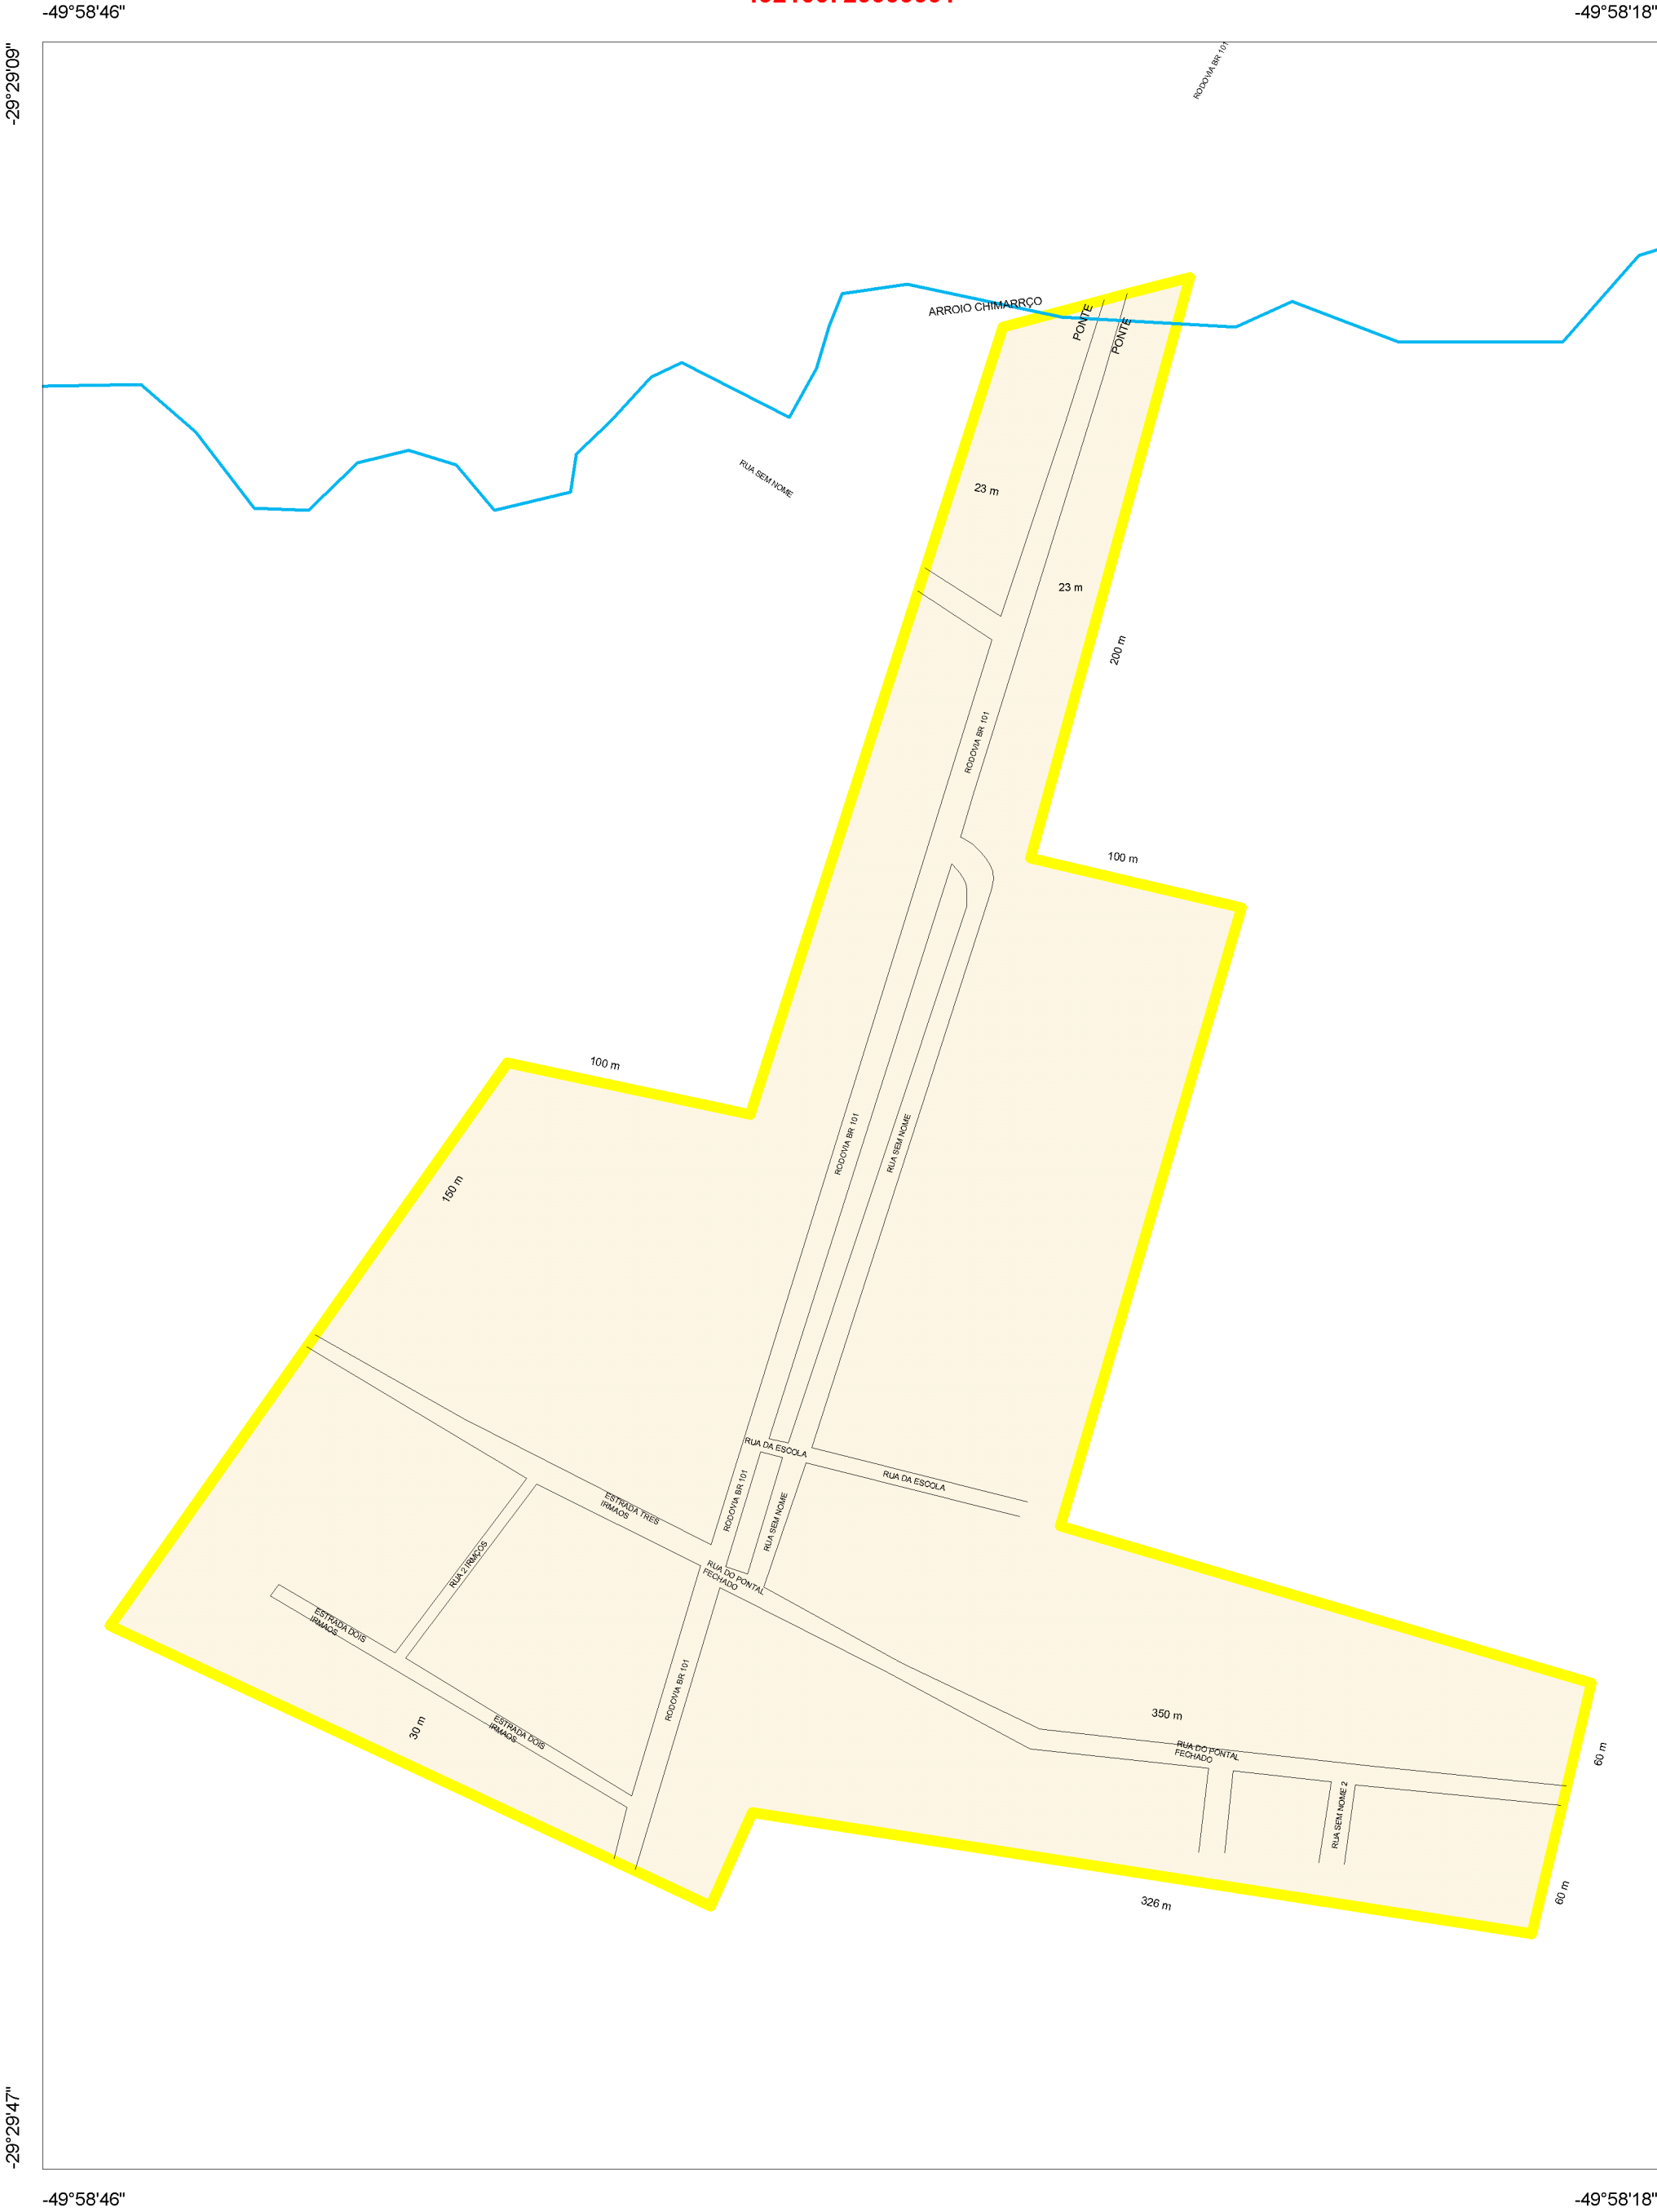 -49°58'46"
-49°58'18"
-29°29'09"
RODOVIA BR 101
ARROIO CHIMARRÇO
PONTE
PONTE
RUA SEM NOME
23 m
23 m
200 m
RODOVIA BR 101
100 m
100 m
RODOVIA BR 101
RUA SEM NOME
150 m
RUA DA ESCOLA
RUA DA ESCOLA
RODOVIA BR 101
RUA SEM NOME
ESTRADA TRES
IRMAOS
RUA 2 IRMÇOS
RUA DO PONTAL
FECHADO
ESTRADA DOIS
IRMAOS
RODOVIA BR 101
ESTRADA DOIS
IRMAOS
30 m
350 m
RUA DO PONTAL
FECHADO
60 m
RUA SEM NOME 2
60 m
326 m
-29°29'47"
-49°58'46"
-49°58'18"